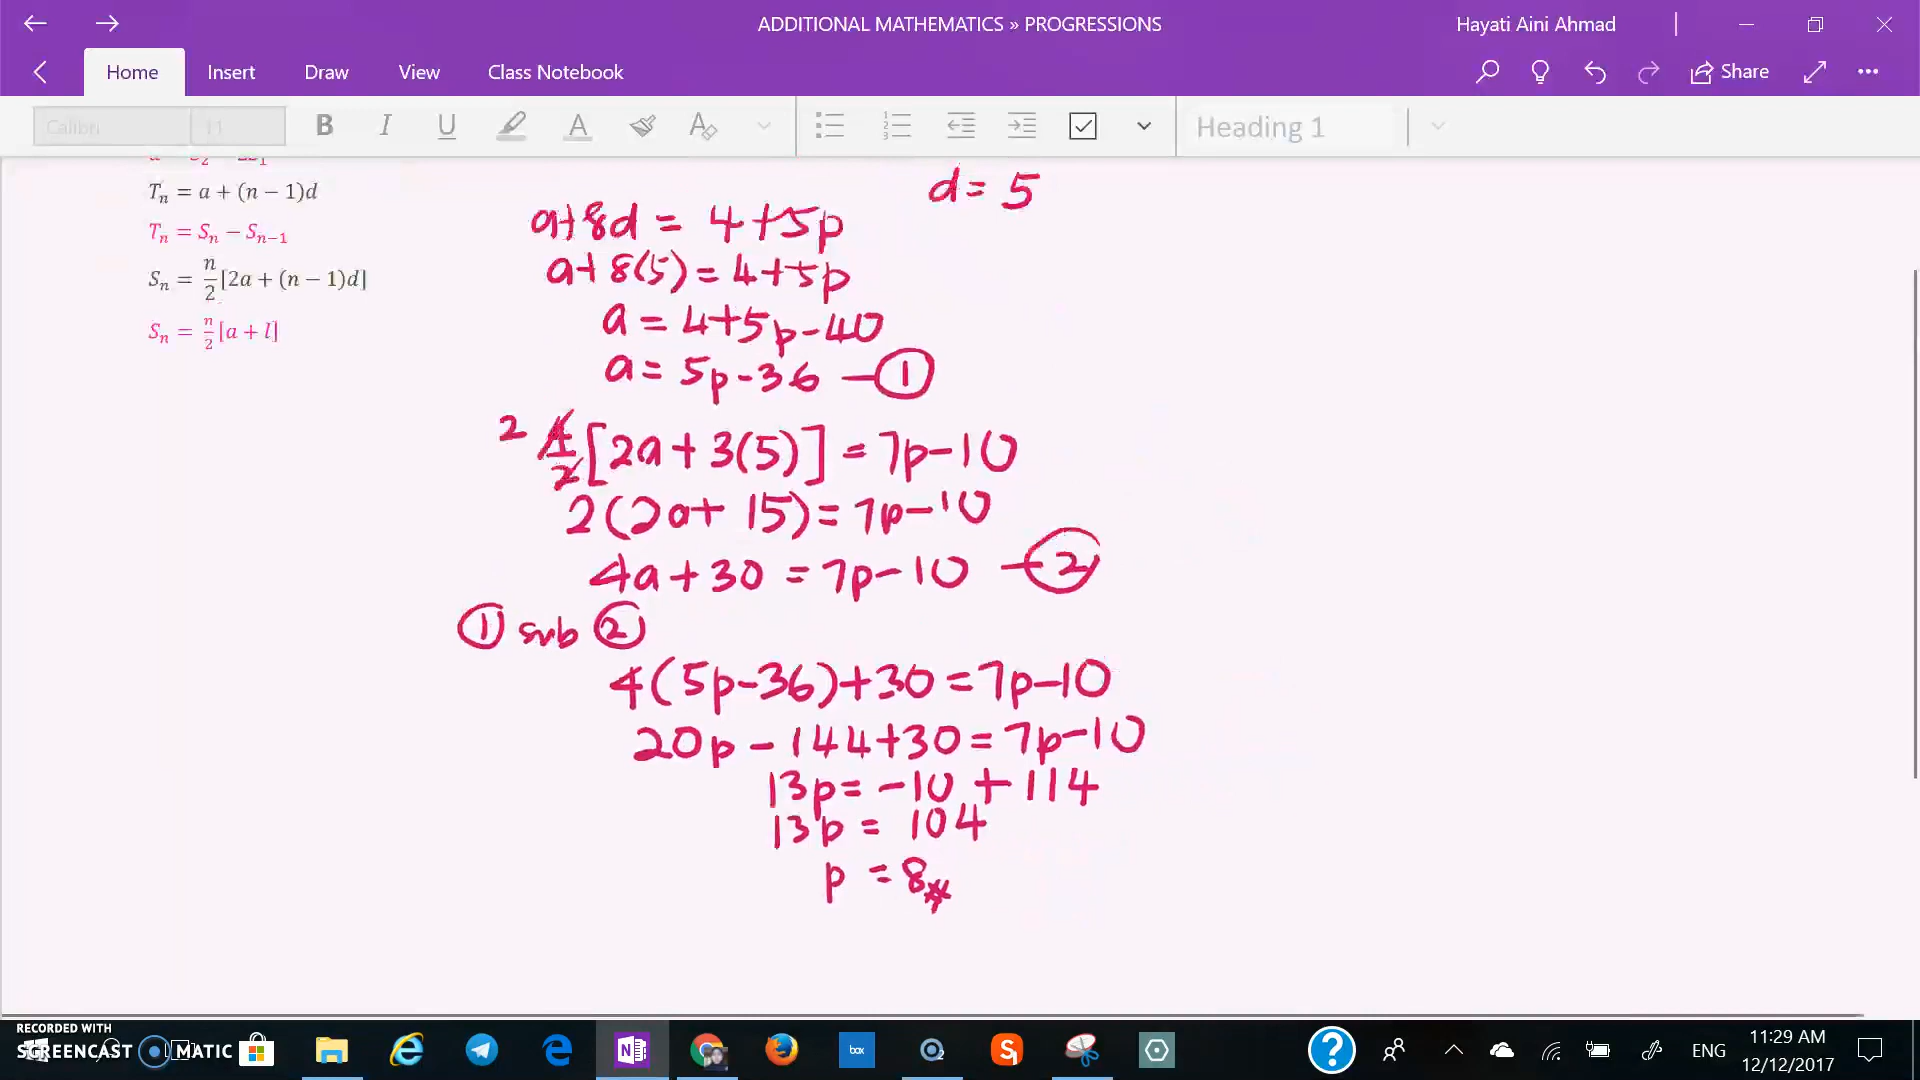 ADDITIONAL MATHEMATICS » PROGRESSIONS
Hayati Aini Ahmad
Home Insert Draw View Class Notebook Share
Calibri 11 B I U A A Heading 1
Tₙ = a + (n − 1)d
Tₙ = Sₙ − Sₙ₋₁
Sₙ = n/2 [2a + (n − 1)d]
Sₙ = n/2 [a + l]
d = 5
a+8d = 4+5p
a+8(5) = 4+5p
a = 4+5p-40
a = 5p-36 — ①
2 4/2 [2a + 3(5)] = 7p-10
2(2a + 15) = 7p-10
4a + 30 = 7p-10 — ②
① sub ②
4(5p-36)+30 = 7p-10
20p - 144+30 = 7p-10
13p = -10 + 114
13p = 104
p = 8
RECORDED WITH
SCREENCAST MATIC
box
?
ENG
11:29 AM
12/12/2017